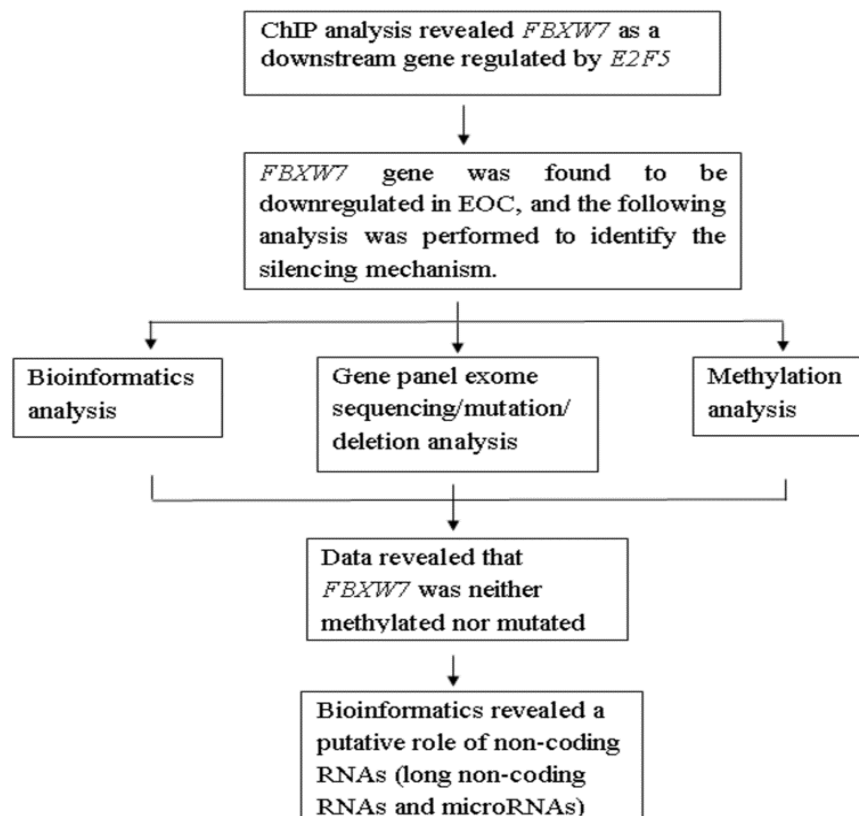 ChIP analysis revealed FBXW7 as a
downstream gene regulated by E2F5
FBXW7 gene was found to be
downregulated in EOC, and the following
analysis was performed to identify the
silencing mechanism.
Bioinformatics
analysis
Gene panel exome
sequencing/mutation/
deletion analysis
Methylation
analysis
Data revealed that
FBXW7 was neither
methylated nor mutated
Bioinformatics revealed a
putative role of non-coding
RNAs (long non-coding
RNAs and microRNAs)